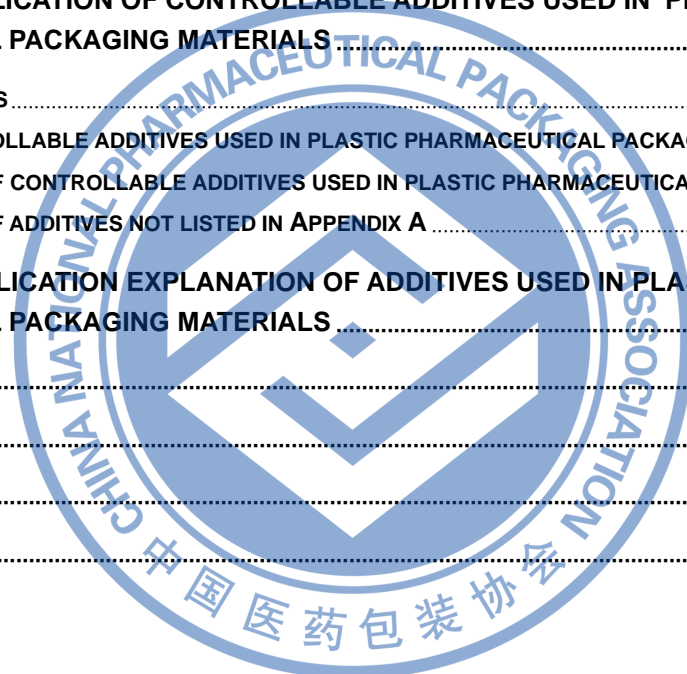 LICATION OF CONTROLLABLE ADDITIVES USED IN
L PACKAGING MATERIALS
S
OLLABLE ADDITIVES USED IN PLASTIC PHARMACEUTICAL PACKA
F CONTROLLABLE ADDITIVES USED IN PLASTIC PHARMACEUTICA
F ADDITIVES NOT LISTED IN APPENDIX A
LICATION EXPLANATION OF ADDITIVES USED IN PLAS
L PACKAGING MATERIALS
CHINA NATIONAL PHARMACEUTICAL PACKAGING ASSOCIATION
中国医药包装协会